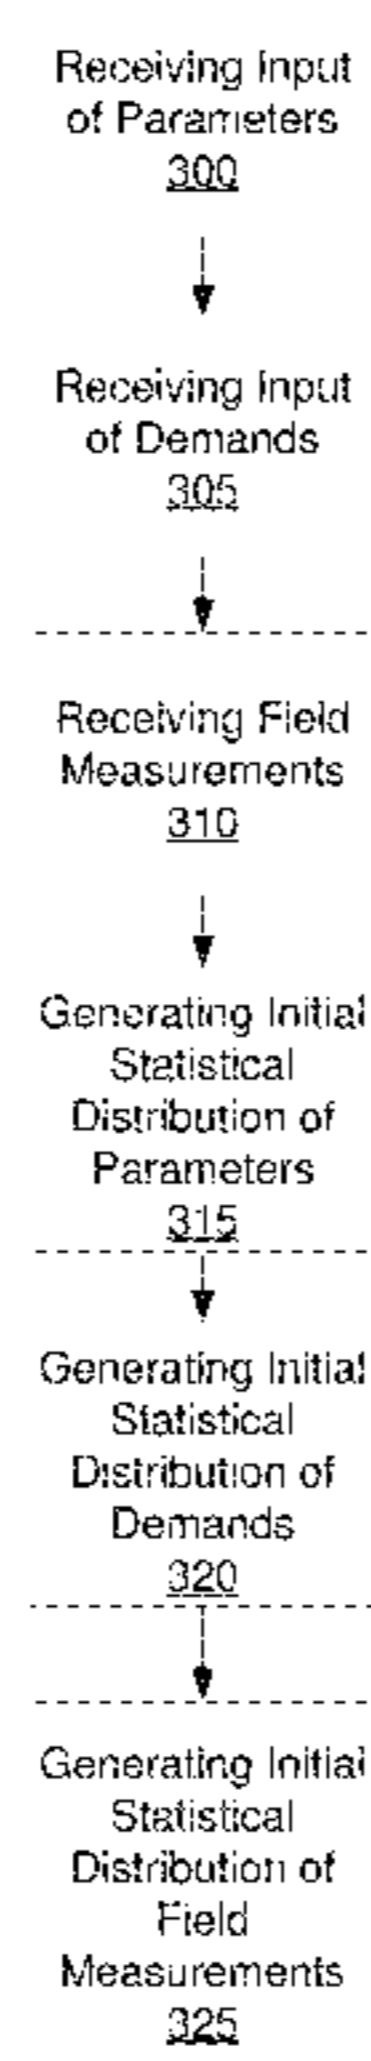 Receiving Input
of Parameters
300
Receiving Input
of Demands
305
Receiving Field
Measurements
310
Generating Initial
Statistical
Distribution of
Parameters
315
Generating Initial
Statistical
Distribution of
Demands
320
Generating Initial
Statistical
Distribution of
Field
Measurements
325